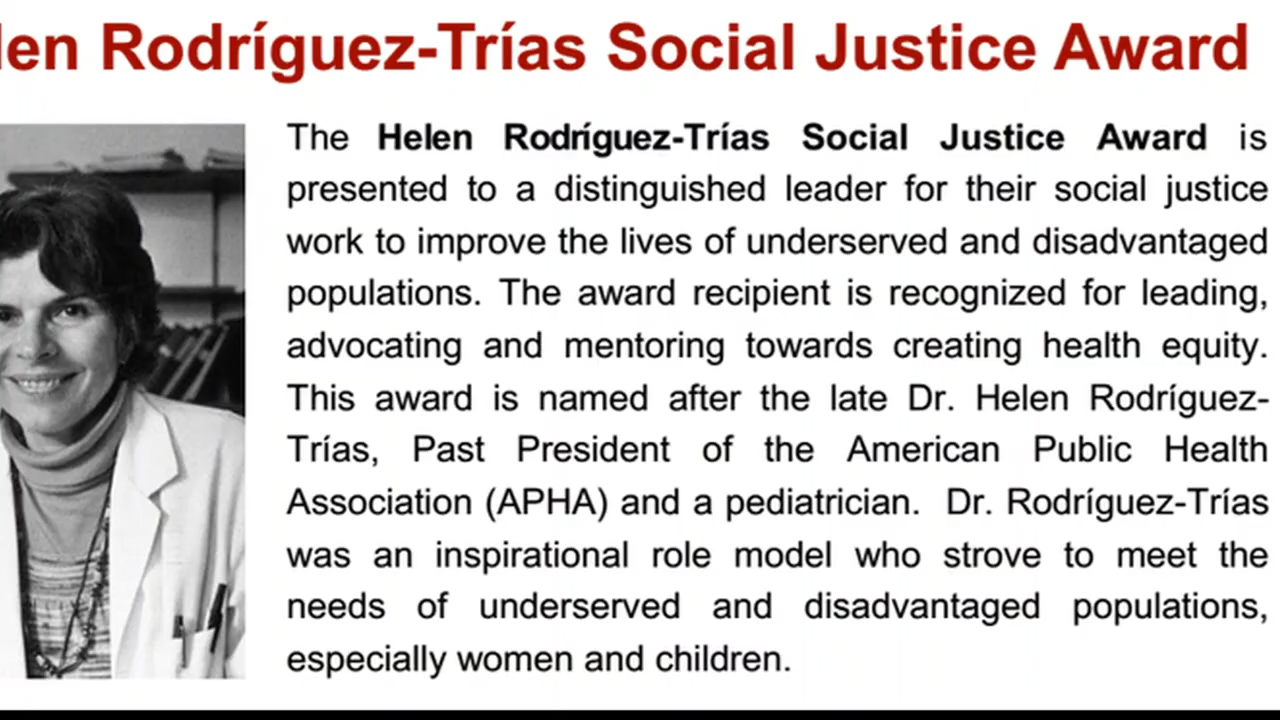 len Rodríguez-Trías Social Justice Award
The Helen Rodríguez-Trías Social Justice Award is
presented to a distinguished leader for their social justice
work to improve the lives of underserved and disadvantaged
populations. The award recipient is recognized for leading,
advocating and mentoring towards creating health equity.
This award is named after the late Dr. Helen Rodríguez-
Trías, Past President of the American Public Health
Association (APHA) and a pediatrician. Dr. Rodríguez-Trías
was an inspirational role model who strove to meet the
needs of underserved and disadvantaged populations,
especially women and children.